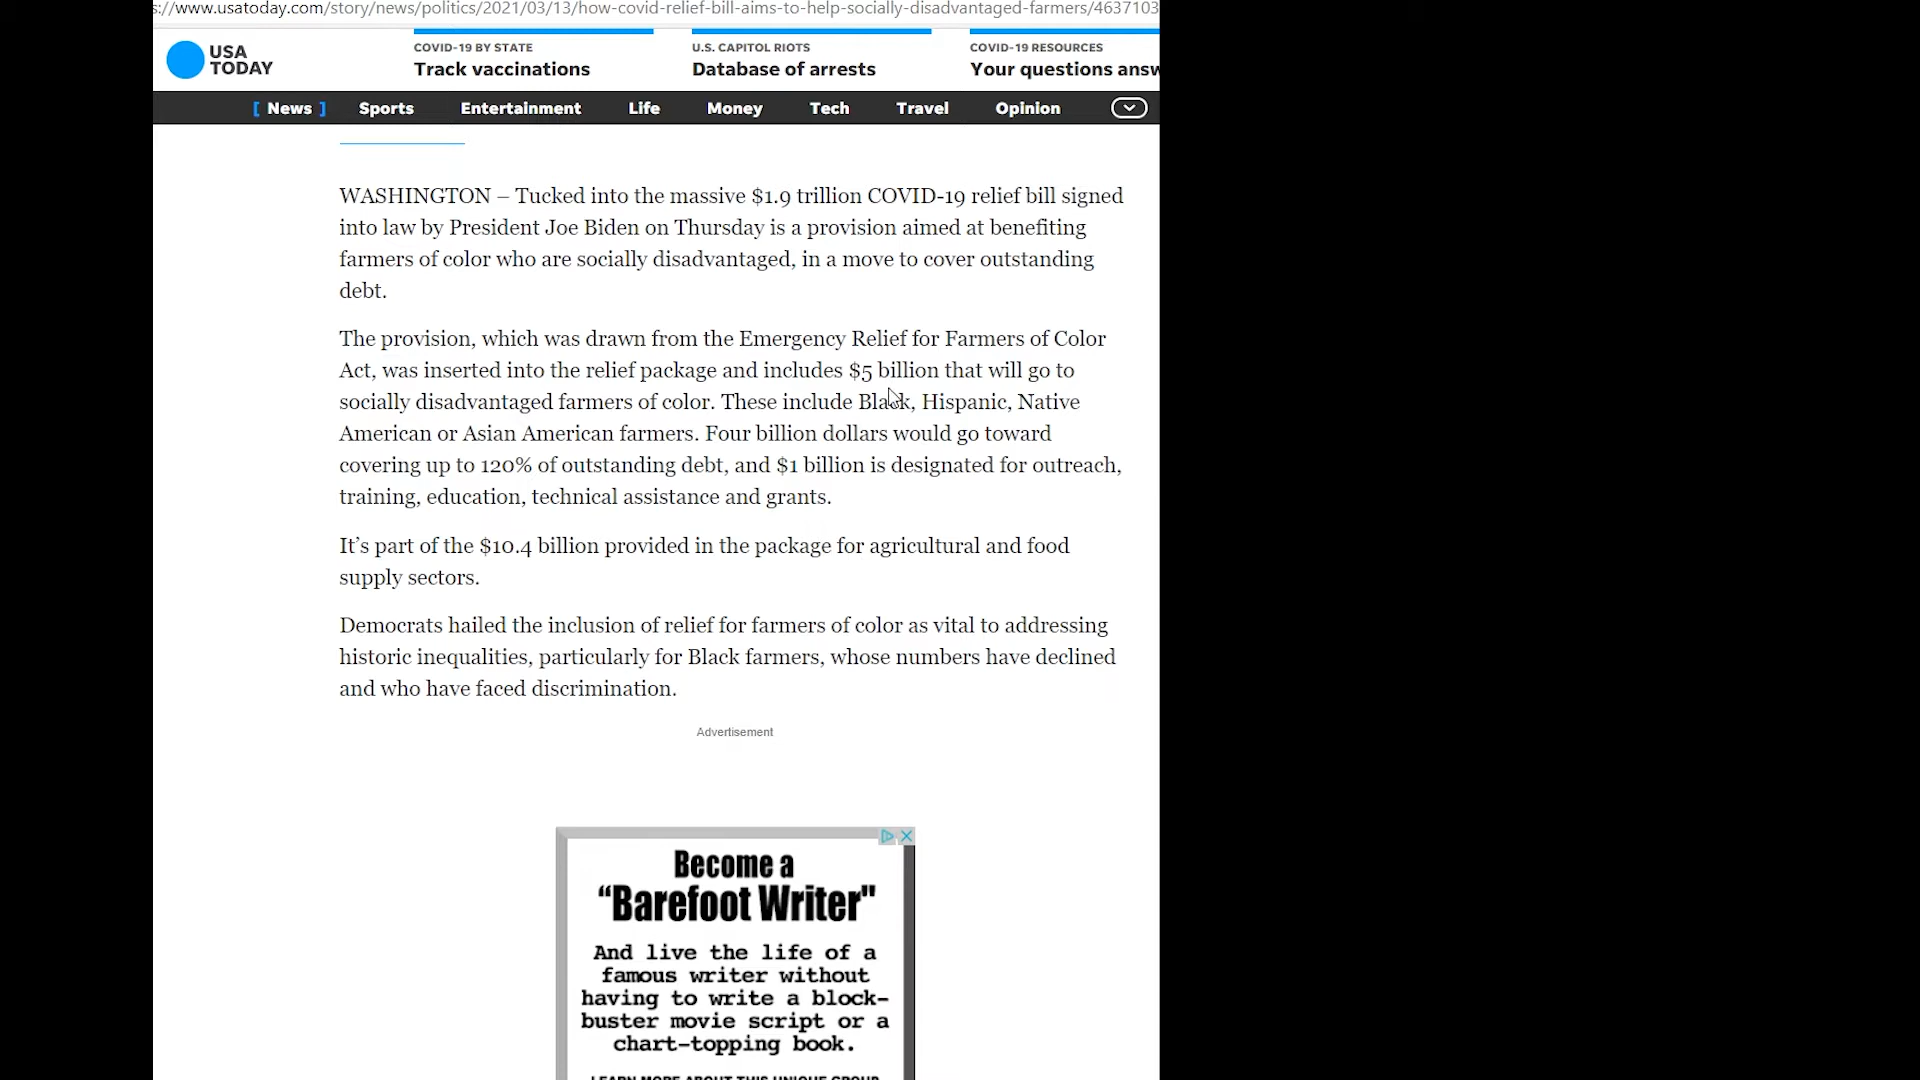 s://www.usatoday.com/story/news/politics/2021/03/13/how-covid-relief-bill-aims-to-help-socially-disadvantaged-farmers/4637103
USA
TODAY
COVID-19 BY STATE
Track vaccinations
U.S. CAPITOL RIOTS
Database of arrests
COVID-19 RESOURCES
Your questions answ
[ News ] Sports Entertainment Life Money Tech Travel Opinion
WASHINGTON – Tucked into the massive $1.9 trillion COVID-19 relief bill signed
into law by President Joe Biden on Thursday is a provision aimed at benefiting
farmers of color who are socially disadvantaged, in a move to cover outstanding
debt.
The provision, which was drawn from the Emergency Relief for Farmers of Color
Act, was inserted into the relief package and includes $5 billion that will go to
socially disadvantaged farmers of color. These include Black, Hispanic, Native
American or Asian American farmers. Four billion dollars would go toward
covering up to 120% of outstanding debt, and $1 billion is designated for outreach,
training, education, technical assistance and grants.
It’s part of the $10.4 billion provided in the package for agricultural and food
supply sectors.
Democrats hailed the inclusion of relief for farmers of color as vital to addressing
historic inequalities, particularly for Black farmers, whose numbers have declined
and who have faced discrimination.
Advertisement
Become a
“Barefoot Writer"
And live the life of a
famous writer without
having to write a block-
buster movie script or a
chart-topping book.
LEARN MORE ABOUT THIS UNIQUE GROUP